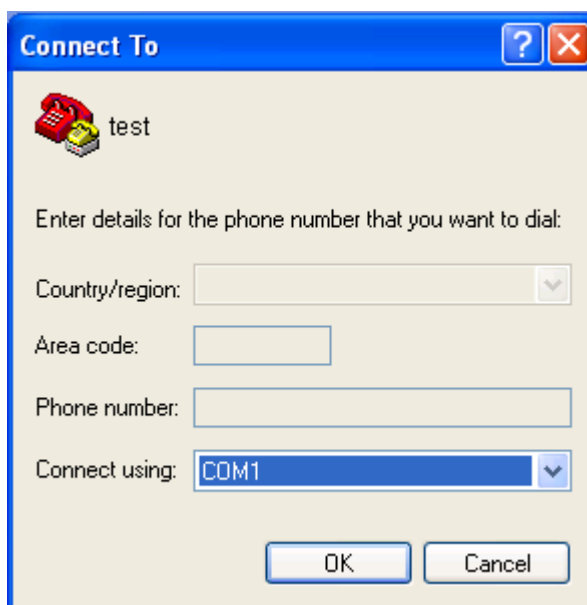 Connect To
test
Enter details for the phone number that you want to dial:
Country/region:
Area code:
Phone number:
Connect using: COM1
OK Cancel